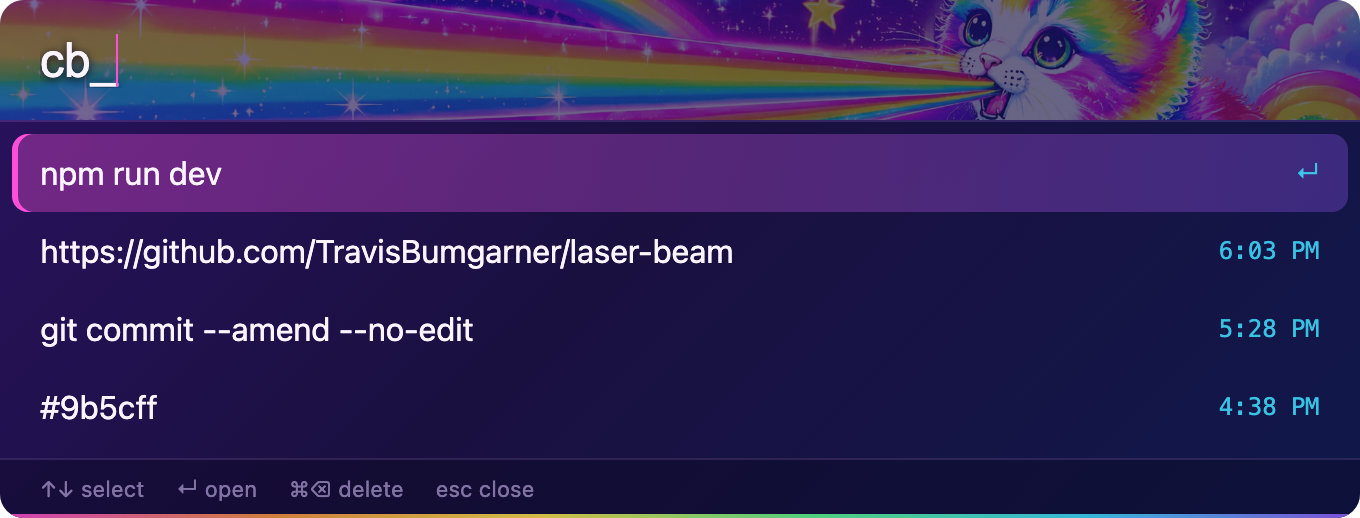 cb_
npm run dev ↵
https://github.com/TravisBumgarner/laser-beam 6:03 PM
git commit --amend --no-edit 5:28 PM
#9b5cff 4:38 PM
↑↓ select ↵ open ⌘⌫ delete esc close